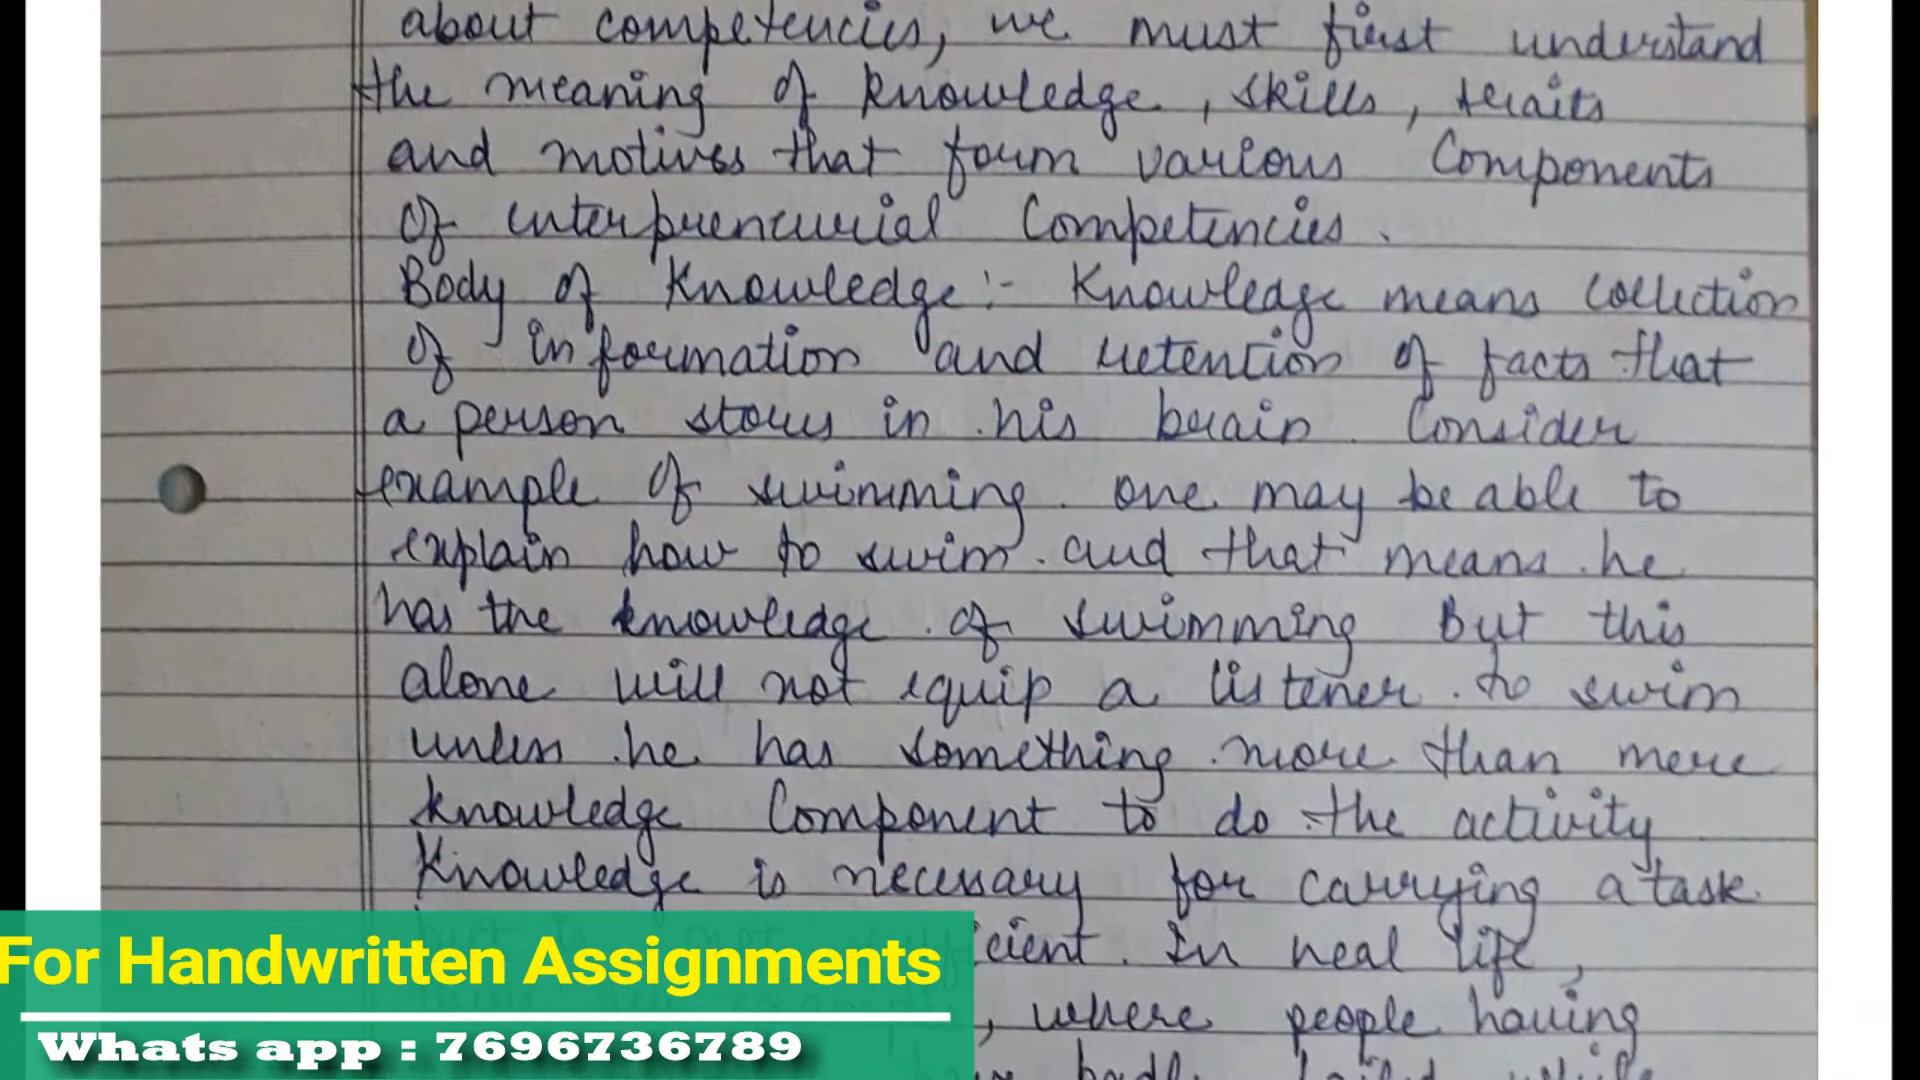 about competencies, we must first understand
the meaning of knowledge, skills, traits
and motives that form various Components
of interpreneurial Competencies.
Body of Knowledge:- Knowledge means collection
of information and retention of facts that
a person stores in his brain. Consider
example of swimming. one may be able to
explain how to swim. and that means he
has the knowledge of swimming But this
alone will not equip a listener to swim
unless he has something more than mere
knowledge Component to do the activity
Knowledge is necessary for carrying a task.
cient. In real life,
, where people having
For Handwritten Assignments
Whats app : 7696736789